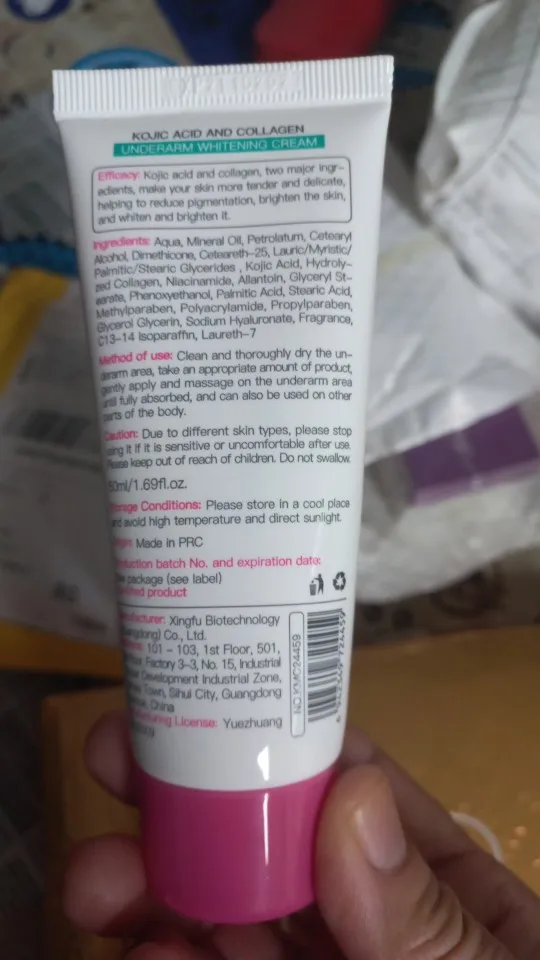 KOJIC ACID AND COLLAGEN
UNDERARM WHITENING CREAM
Efficacy: Kojic acid and collagen, two major ingr-
edients, make your skin more tender and delicate,
helping to reduce pigmentation, brighten the skin,
and whiten and brighten it.
Ingredients: Aqua, Mineral Oil, Petrolatum, Cetearyl
Alcohol, Dimethicone, Ceteareth-25, Lauric/Myristic/
Palmitic/Stearic Glycerides , Kojic Acid, Hydroly-
zed Collagen, Niacinamide, Allantoin, Glyceryl St-
earate, Phenoxyethanol, Palmitic Acid, Stearic Acid,
Methylparaben, Polyacrylamide, Propylparaben,
Glycerol Glycerin, Sodium Hyaluronate, Fragrance,
C13-14 Isoparaffin, Laureth-7
Method of use: Clean and thoroughly dry the un-
derarm area, take an appropriate amount of product,
gently apply and massage on the underarm area
until fully absorbed, and can also be used on other
parts of the body.
Caution: Due to different skin types, please stop
using it if it is sensitive or uncomfortable after use.
Please keep out of reach of children. Do not swallow.
50ml/1.69fl.oz.
Storage Conditions: Please store in a cool place
and avoid high temperature and direct sunlight.
Made in PRC
batch No. and expiration date:
package (see label)
product
Xingfu Biotechnology
Co., Ltd.
101 - 103, 1st Floor, 501,
Factory 3-3, No. 15, Industrial
Development Industrial Zone,
Town, Sihui City, Guangdong
China
License: Yuezhuang
NO.KMC24459